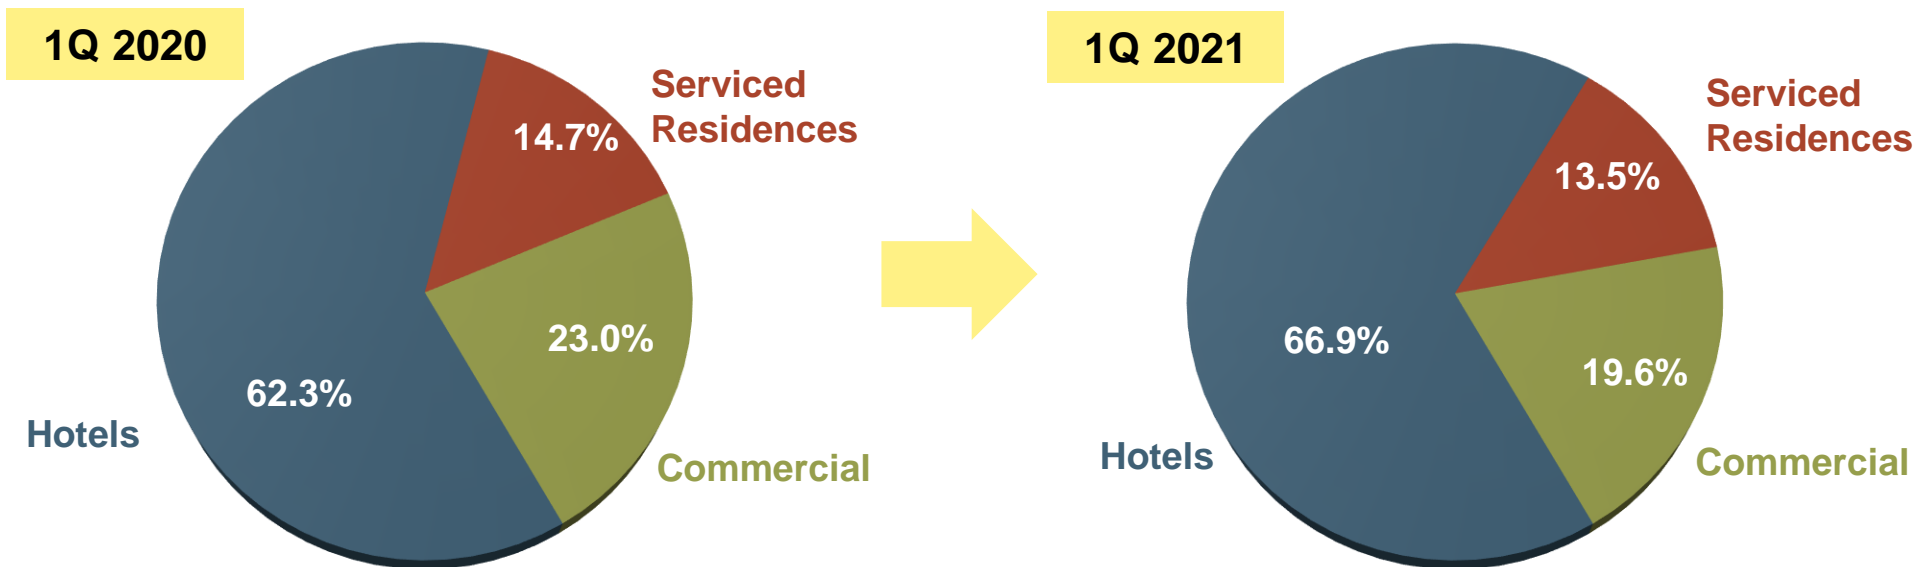 1Q 2020
Serviced
Residences
14.7%
23.0%
62.3%
Hotels
Commercial
1Q 2021
Serviced
Residences
13.5%
66.9%
19.6%
Hotels
Commercial